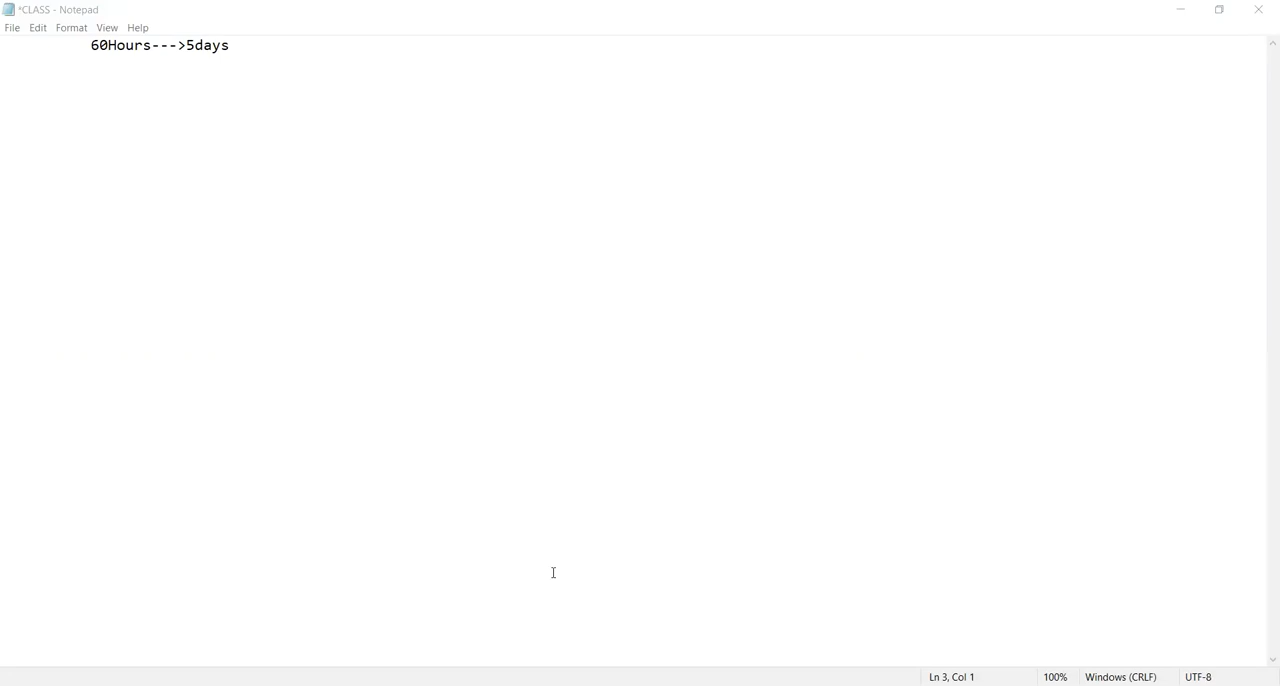 *CLASS - Notepad
File Edit Format View Help
60Hours--->5days
Ln 3, Col 1 100% Windows (CRLF) UTF-8